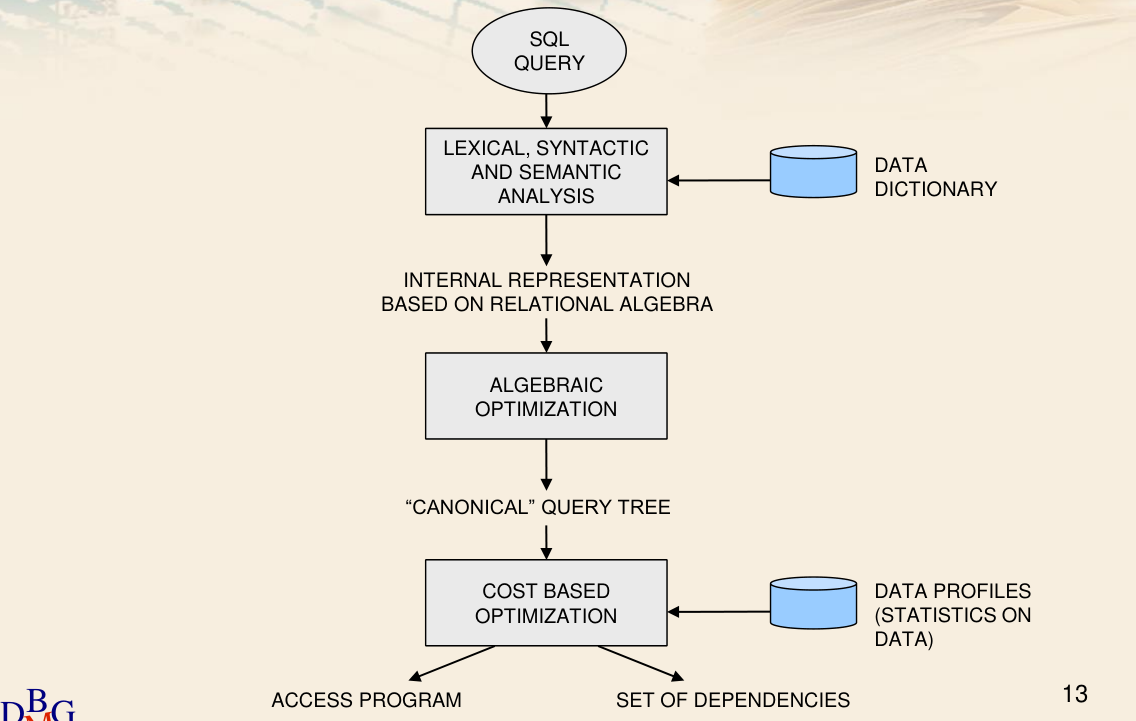 SQL
QUERY
LEXICAL, SYNTACTIC
AND SEMANTIC
ANALYSIS
DATA
DICTIONARY
INTERNAL REPRESENTATION
BASED ON RELATIONAL ALGEBRA
ALGEBRAIC
OPTIMIZATION
“CANONICAL” QUERY TREE
COST BASED
OPTIMIZATION
DATA PROFILES
(STATISTICS ON
DATA)
ACCESS PROGRAM
SET OF DEPENDENCIES
13
DBMG